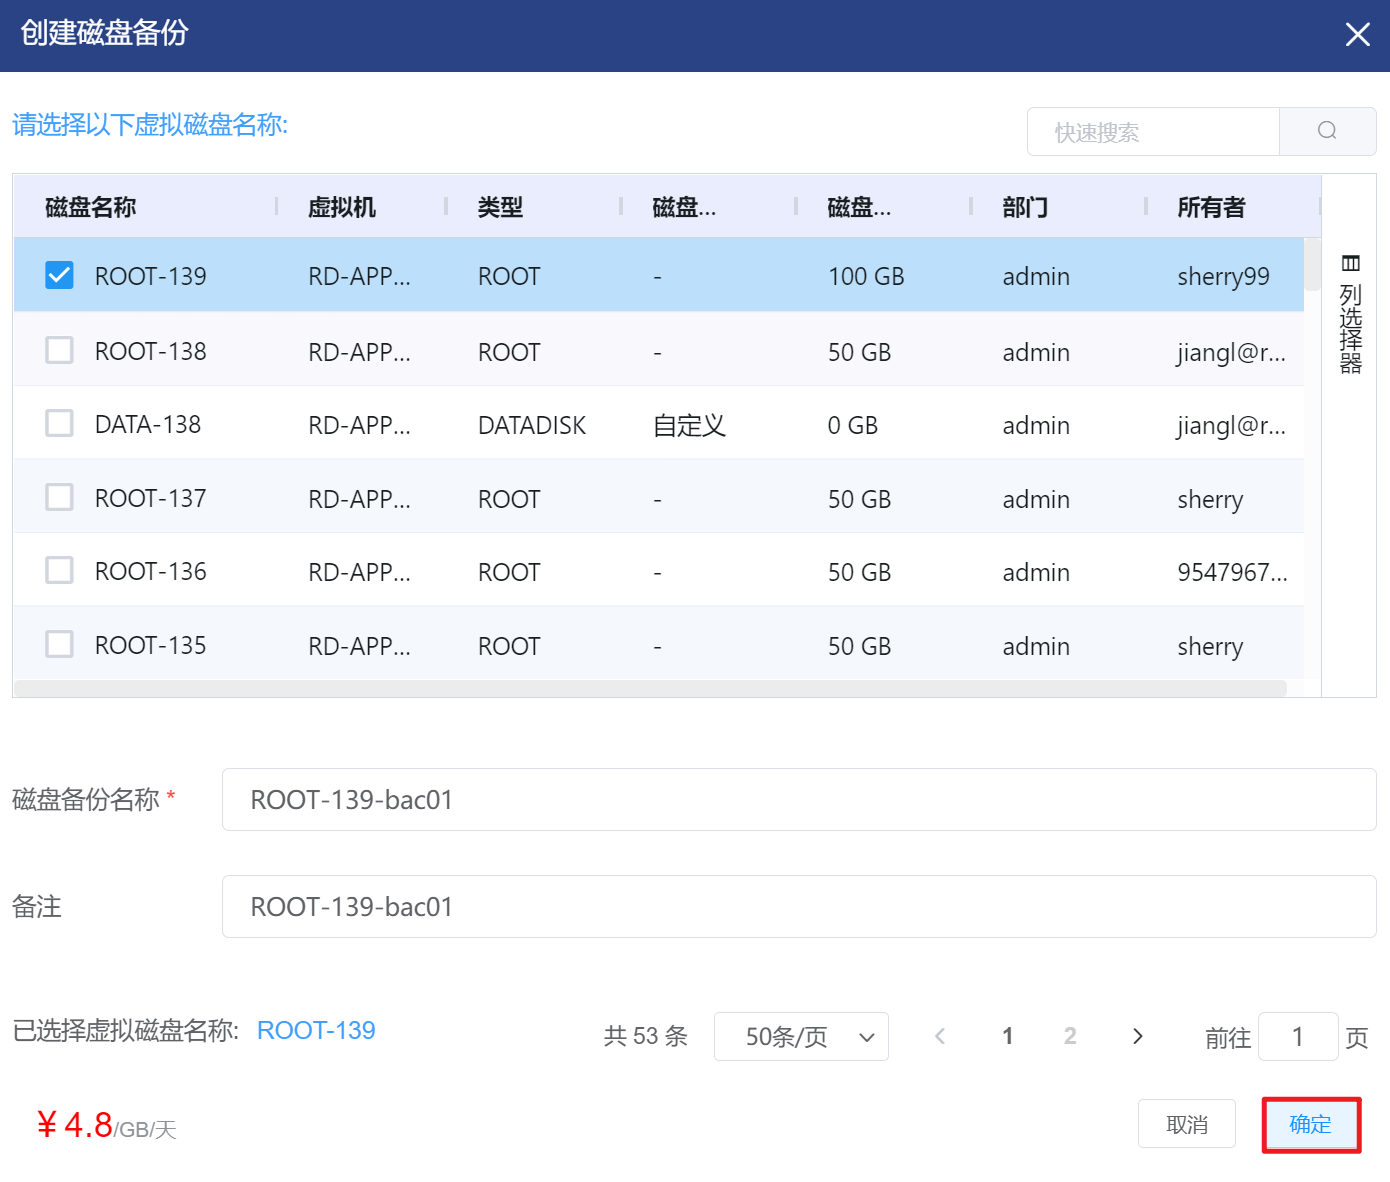 创建磁盘备份
请选择以下虚拟磁盘名称:
快速搜索
磁盘名称 虚拟机 类型 磁盘... 磁盘... 部门 所有者
ROOT-139 RD-APP... ROOT - 100 GB admin sherry99
ROOT-138 RD-APP... ROOT - 50 GB admin jiangl@r...
DATA-138 RD-APP... DATADISK 自定义 0 GB admin jiangl@r...
ROOT-137 RD-APP... ROOT - 50 GB admin sherry
ROOT-136 RD-APP... ROOT - 50 GB admin 9547967...
ROOT-135 RD-APP... ROOT - 50 GB admin sherry
列选择器
磁盘备份名称 * ROOT-139-bac01
备注 ROOT-139-bac01
已选择虚拟磁盘名称: ROOT-139 共 53 条 50条/页 1 2 前往 1 页
¥ 4.8/GB/天 取消 确定